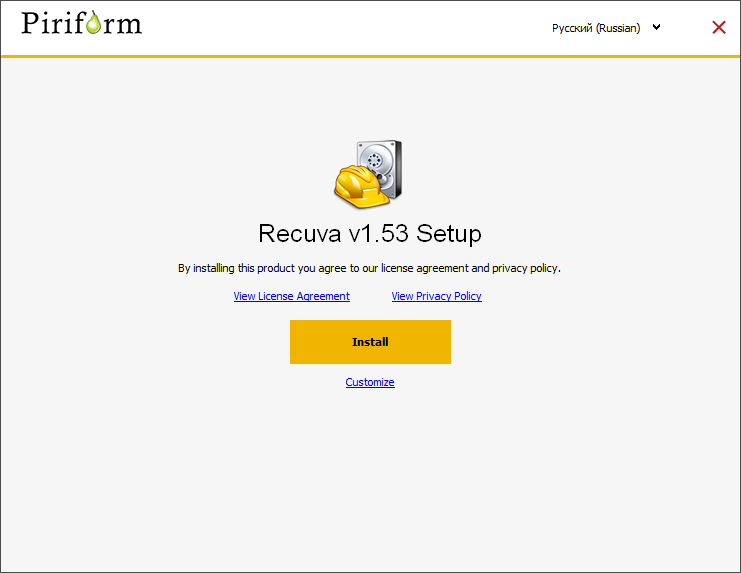 Piriform
Русский (Russian)
Recuva v1.53 Setup
By installing this product you agree to our license agreement and privacy policy.
View License Agreement View Privacy Policy
Install
Customize